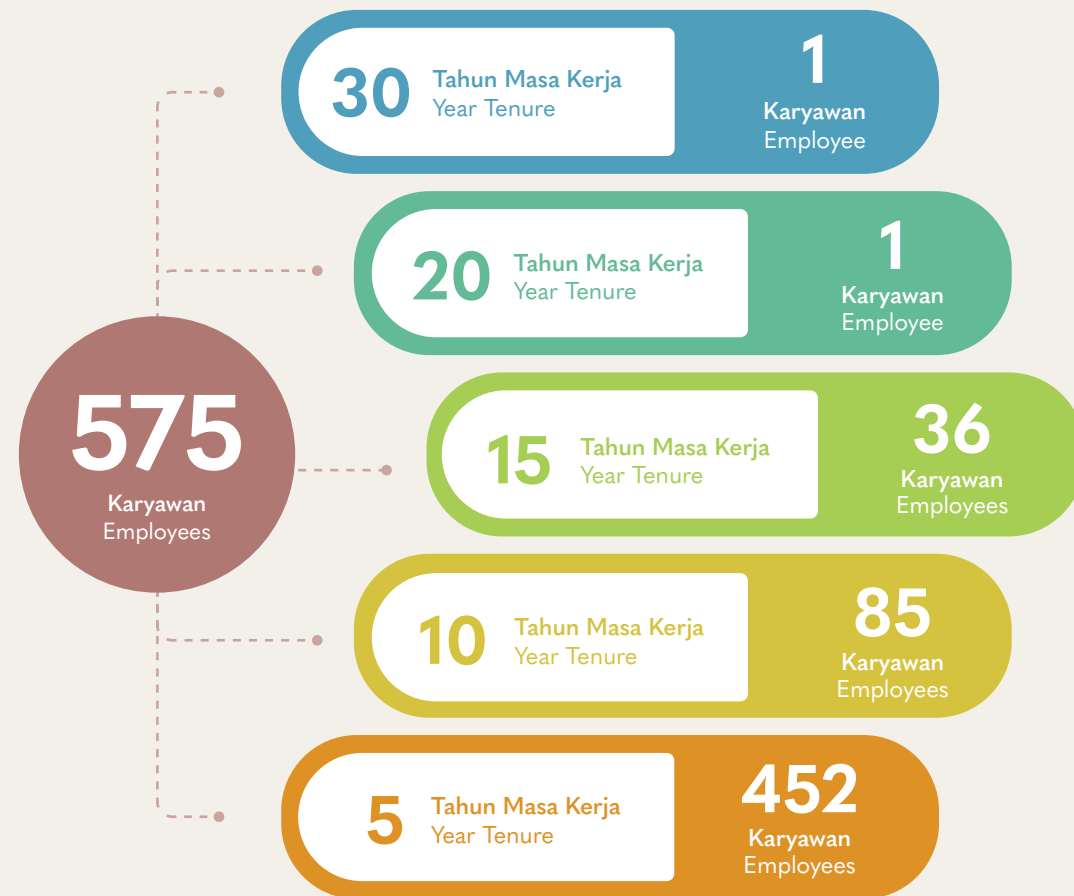 30
Tahun Masa Kerja
Year Tenure
1
Karyawan
Employee
20
Tahun Masa Kerja
Year Tenure
1
Karyawan
Employee
575
Karyawan
Employees
15
Tahun Masa Kerja
Year Tenure
36
Karyawan
Employees
10
Tahun Masa Kerja
Year Tenure
85
Karyawan
Employees
5
Tahun Masa Kerja
Year Tenure
452
Karyawan
Employees